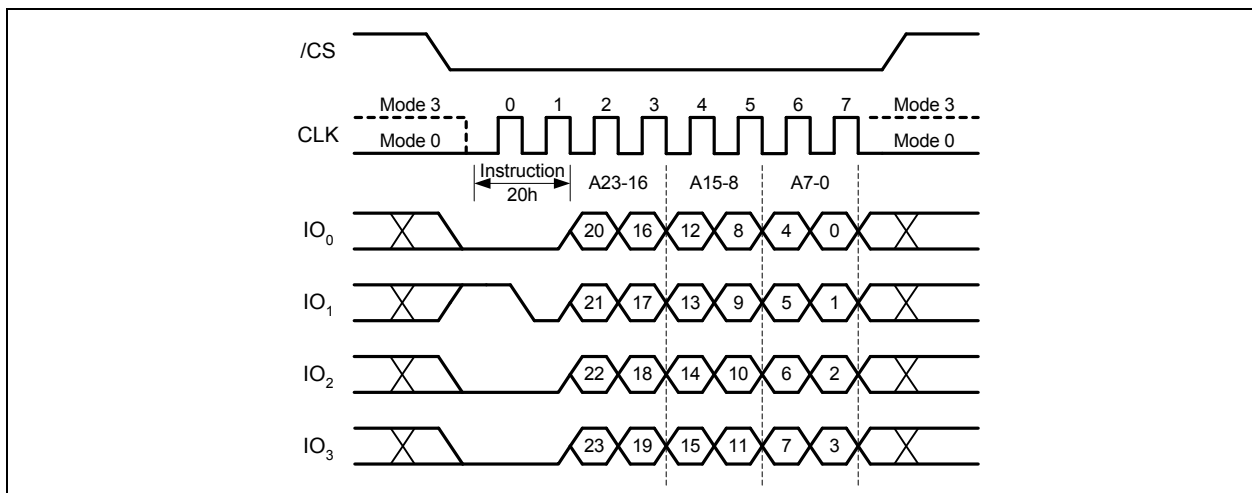 /CS
Mode 3 0 1 2 3 4 5 6 7 Mode 3
CLK
Mode 0 Mode 0
Instruction
20h
A23-16 A15-8 A7-0
IO0 20 16 12 8 4 0
IO1 21 17 13 9 5 1
IO2 22 18 14 10 6 2
IO3 23 19 15 11 7 3